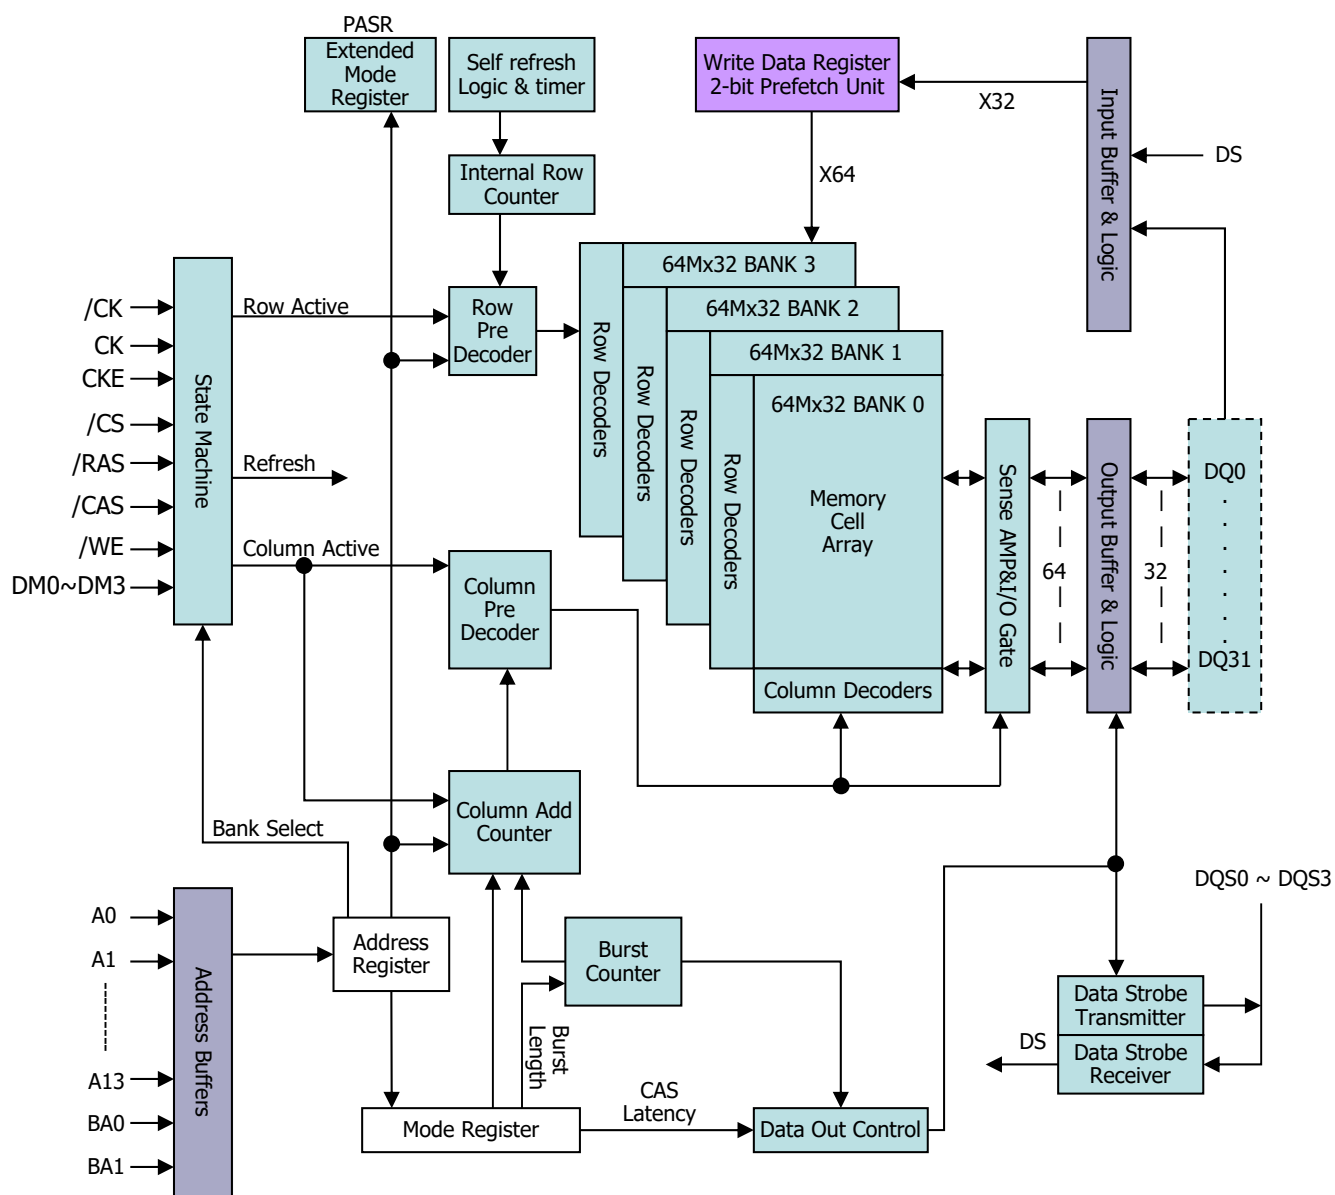 PASR
Extended
Mode
Register
Self refresh
Logic & timer
Write Data Register
2-bit Prefetch Unit
X32
Input Buffer & Logic
DS
Internal Row
Counter
X64
64Mx32 BANK 3
64Mx32 BANK 2
64Mx32 BANK 1
64Mx32 BANK 0
/CK
CK
CKE
/CS
/RAS
/CAS
/WE
DM0~DM3
State Machine
Row Active
Refresh
Column Active
Row
Pre
Decoder
Row Decoders
Row Decoders
Row Decoders
Row Decoders
Memory
Cell
Array
Column Decoders
Sense AMP&I/O Gate
64
Output Buffer & Logic
32
DQ0
.
.
.
.
.
.
.
DQ31
Column
Pre
Decoder
Column Add
Counter
Bank Select
A0
A1
A13
BA0
BA1
Address Buffers
Address
Register
Burst
Counter
Burst
Length
Mode Register
CAS
Latency
Data Out Control
DQS0 ~ DQS3
Data Strobe
Transmitter
DS
Data Strobe
Receiver